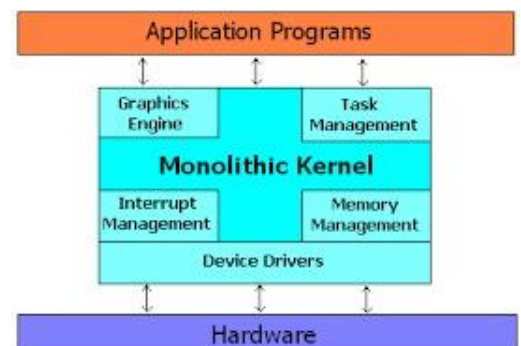 Application Programs
Graphics
Engine
Task
Management
Monolithic Kernel
Interrupt
Management
Memory
Management
Device Drivers
Hardware